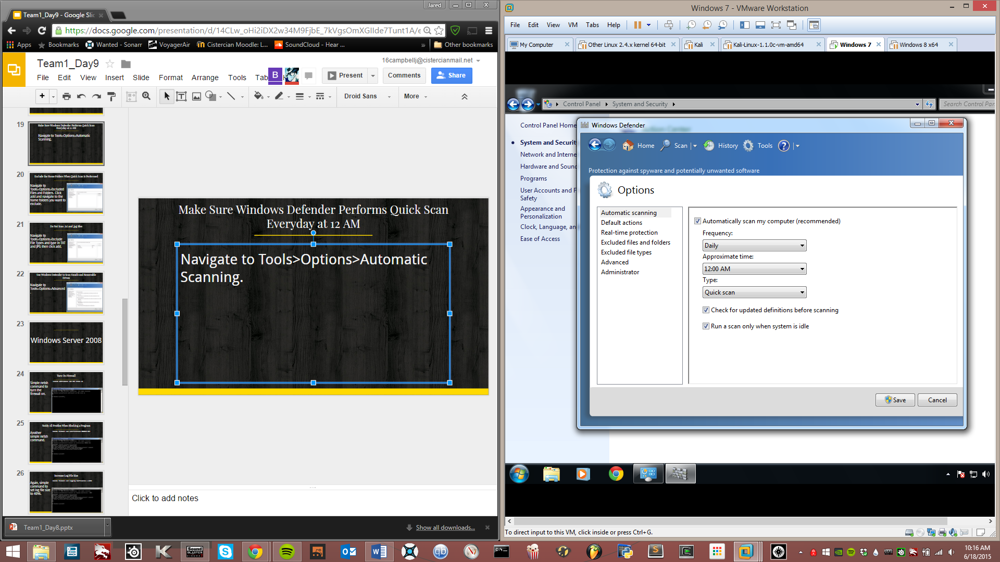 Jared
Team1_Day9 - Google Slic
https://docs.google.com/presentation/d/14CLw_oHi2iDX2w34M9FjbE_7kVgsOmXGIIde7Tunt1A/e
Apps
Bookmarks
Wanted - Sonarr
VoyagerAir
Cistercian Moodle: L...
SoundCloud - Hear ...
»
Other bookmarks
Team1_Day9
16campbellj@cistercianmail.net
File Edit View Insert Slide Format Arrange Tools Tab
B
Present
Comments
Share
Droid Sans
More
19
Make Sure Windows Defender Performs Quick Scan
Everyday at 12 AM
Navigate to Tools>Options>Automatic
Scanning.
20
Exclude the Home Folders When Quick Scan Is Performed
Navigate to
Tools>Options>Excluded
Files and Folders. Click
add and navigate to the
home folders you want to
exclude.
21
Do Not Scan .txt and .jpg files
Navigate to
Tools>Options>Exclude
File Types and type in TXT
and JPG then click add.
22
Use Windows Defender to Scan Emails and Removable
Drives
Navigate to
Tools>Options>Advanced
.
23
Windows Server 2008
24
Turn On Firewall
Simple netsh
command to
turn the
firewall on.
25
Notify All Profiles When Blocking a Program
Another
simple netsh
command.
26
Increase Log File Size
Again, simple
command to
set log file size
to 4096.
Make Sure Windows Defender Performs Quick Scan
Everyday at 12 AM
Navigate to Tools>Options>Automatic
Scanning.
Click to add notes
Team1_Day8.pptx
Show all downloads...
Windows 7 - VMware Workstation
File Edit View VM Tabs Help
My Computer
Other Linux 2.4.x kernel 64-bit
Kali
Kali-Linux-1.1.0c-vm-amd64
Windows 7
Windows 8 x64
Control Panel
System and Security
Search Control Par
Control Panel Home
System and Security
Network and Interne
Hardware and Sound
Programs
User Accounts and F
Safety
Appearance and
Personalization
Clock, Language, an
Ease of Access
Windows Defender
Home
Scan
History
Tools
?
Protection against spyware and potentially unwanted software
Options
Automatic scanning
Default actions
Real-time protection
Excluded files and folders
Excluded file types
Advanced
Administrator
Automatically scan my computer (recommended)
Frequency:
Daily
Approximate time:
12:00 AM
Type:
Quick scan
Check for updated definitions before scanning
Run a scan only when system is idle
Save
Cancel
To direct input to this VM, click inside or press Ctrl+G.
10:16 AM
6/18/2015